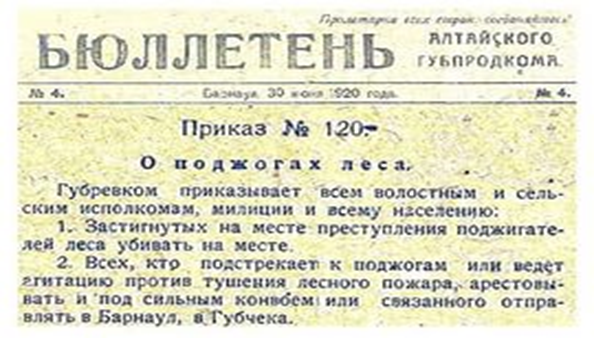 Пролетарии всех стран, соединяйтесь!
БЮЛЛЕТЕНЬ АЛТАЙСКОГО ГУБПРОДКОМА.
№ 4. Барнаул, 30 июня 1920 года. № 4.
Приказ № 120.
О поджогах леса.
Губревком приказывает всем волостным и сель-
ским исполкомам, милиции и всему населению:
1. Застигнутых на месте преступления поджигате-
лей леса убивать на месте.
2. Всех, кто подстрекает к поджогам или ведет
агитацию против тушения лесного пожара, арестовы-
вать и под сильным конвоем или связанного отпра-
влять в Барнаул, в Губчека.